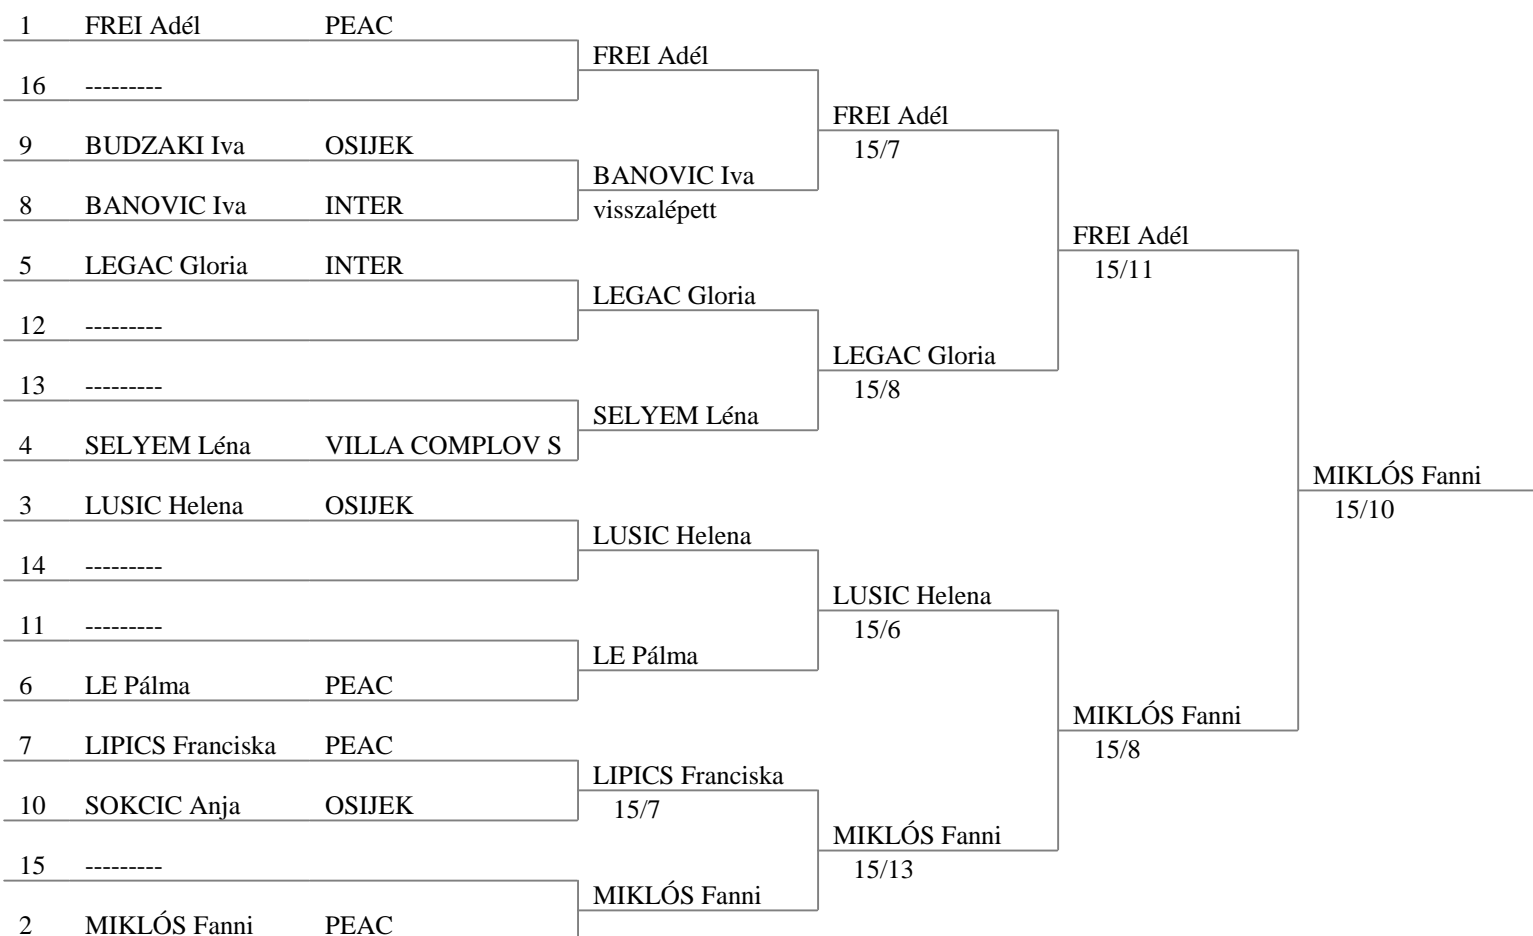 1 FREI Adél PEAC
FREI Adél
16 ---------
FREI Adél
9 BUDZAKI Iva OSIJEK
15/7
BANOVIC Iva
8 BANOVIC Iva INTER
visszalépett
FREI Adél
5 LEGAC Gloria INTER
15/11
LEGAC Gloria
12 ---------
LEGAC Gloria
13 ---------
15/8
SELYEM Léna
4 SELYEM Léna VILLA COMPLOV S
MIKLÓS Fanni
3 LUSIC Helena OSIJEK
15/10
LUSIC Helena
14 ---------
LUSIC Helena
11 ---------
15/6
LE Pálma
6 LE Pálma PEAC
MIKLÓS Fanni
7 LIPICS Franciska PEAC
15/8
LIPICS Franciska
10 SOKCIC Anja OSIJEK
15/7
MIKLÓS Fanni
15 ---------
15/13
MIKLÓS Fanni
2 MIKLÓS Fanni PEAC